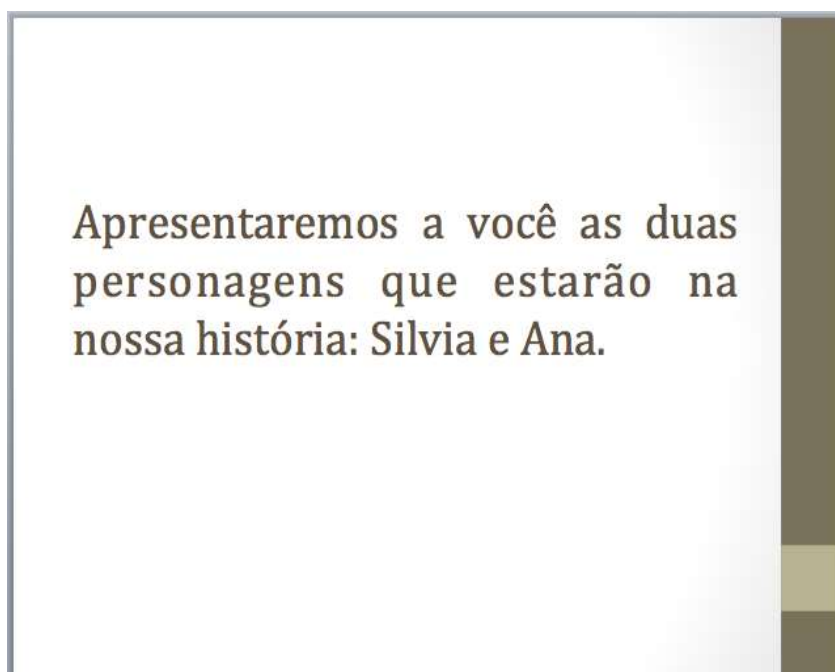 Apresentaremos a você as duas
personagens que estarão na
nossa história: Silvia e Ana.